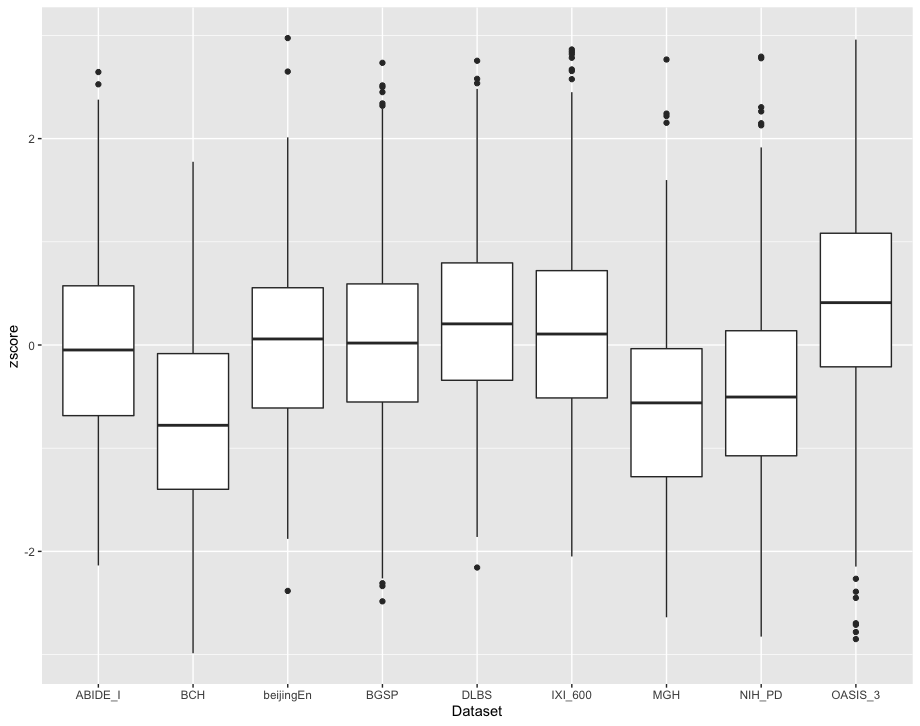 zscore
2
0
-2
ABIDE_I BCH beijingEn BGSP DLBS IXI_600 MGH NIH_PD OASIS_3
Dataset